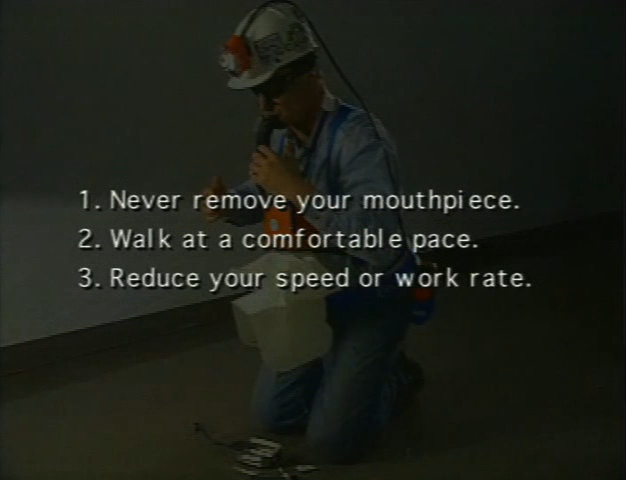 1. Never remove your mouthpiece.
2. Walk at a comfortable pace.
3. Reduce your speed or work rate.